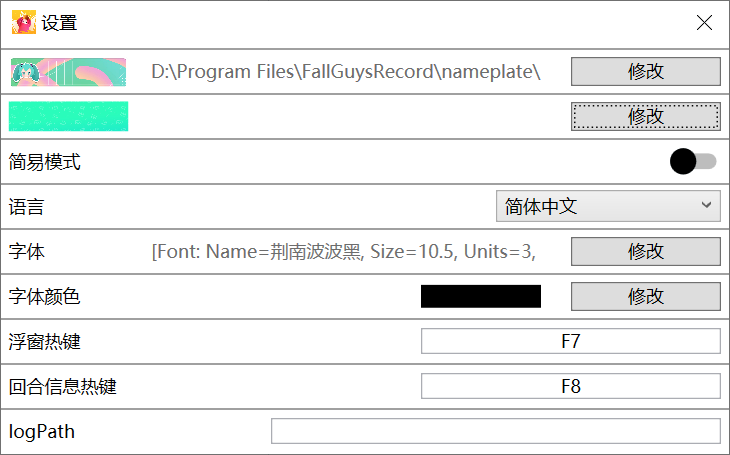 设置
D:\Program Files\FallGuysRecord\nameplate\ 修改
修改
简易模式
语言 简体中文
字体 [Font: Name=荆南波波黑, Size=10.5, Units=3, 修改
字体颜色 修改
浮窗热键 F7
回合信息热键 F8
logPath